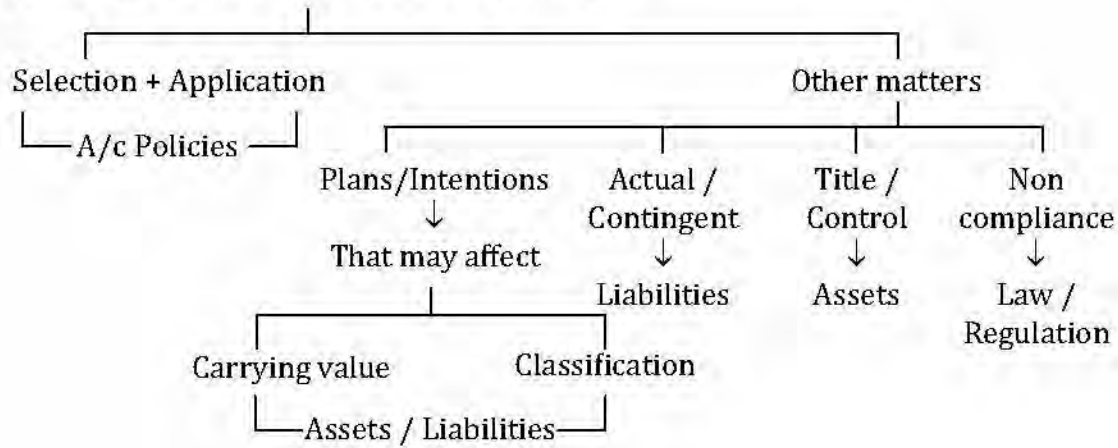 Selection + Application
Other matters
A/c Policies
Plans/Intentions
Actual /
Contingent
Title /
Control
Non
compliance
That may affect
Liabilities
Assets
Law /
Regulation
Carrying value
Classification
Assets / Liabilities